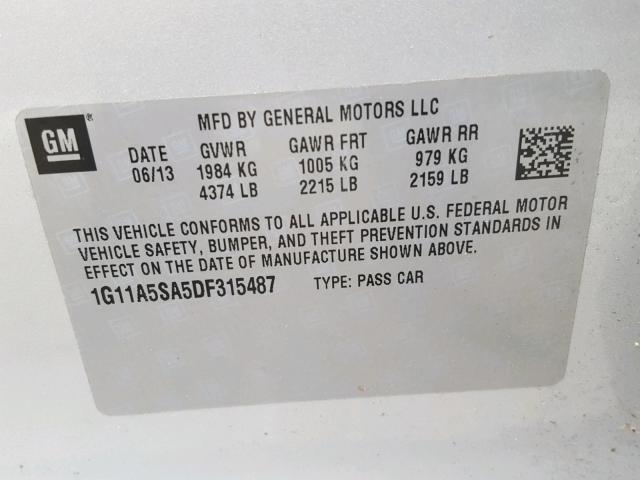 MFD BY GENERAL MOTORS LLC
GM®
DATE GVWR GAWR FRT GAWR RR
06/13 1984 KG 1005 KG 979 KG
4374 LB 2215 LB 2159 LB
THIS VEHICLE CONFORMS TO ALL APPLICABLE U.S. FEDERAL MOTOR
VEHICLE SAFETY, BUMPER, AND THEFT PREVENTION STANDARDS IN
EFFECT ON THE DATE OF MANUFACTURE SHOWN ABOVE.
1G11A5SA5DF315487 TYPE: PASS CAR